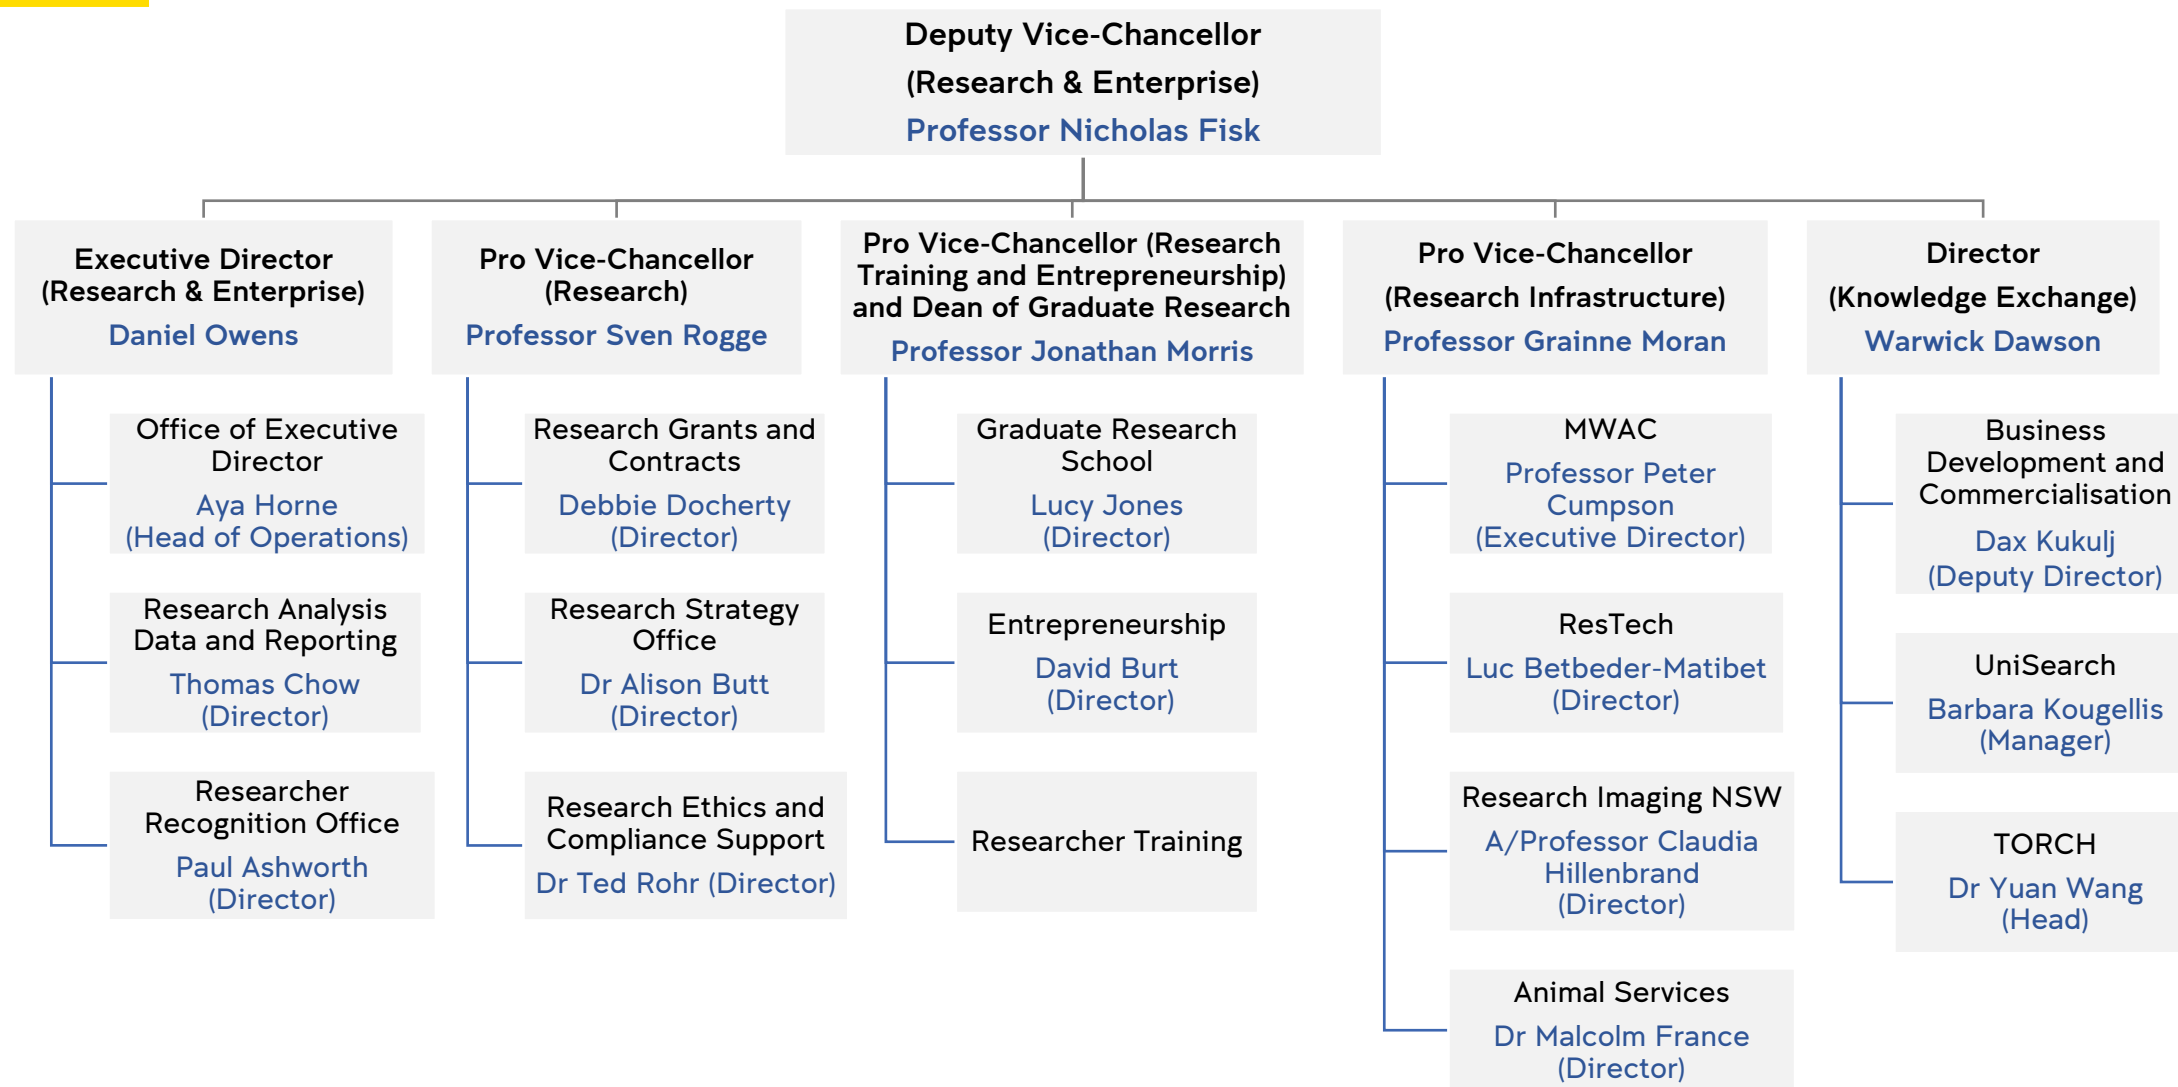 Deputy Vice-Chancellor
(Research & Enterprise)
Professor Nicholas Fisk
Executive Director
(Research & Enterprise)
Daniel Owens
Office of Executive
Director
Aya Horne
(Head of Operations)
Research Analysis
Data and Reporting
Thomas Chow
(Director)
Researcher
Recognition Office
Paul Ashworth
(Director)
Pro Vice-Chancellor
(Research)
Professor Sven Rogge
Research Grants and
Contracts
Debbie Docherty
(Director)
Research Strategy
Office
Dr Alison Butt
(Director)
Research Ethics and
Compliance Support
Dr Ted Rohr (Director)
Pro Vice-Chancellor (Research
Training and Entrepreneurship)
and Dean of Graduate Research
Professor Jonathan Morris
Graduate Research
School
Lucy Jones
(Director)
Entrepreneurship
David Burt
(Director)
Researcher Training
Pro Vice-Chancellor
(Research Infrastructure)
Professor Grainne Moran
MWAC
Professor Peter
Cumpson
(Executive Director)
ResTech
Luc Betbeder-Matibet
(Director)
Research Imaging NSW
A/Professor Claudia
Hillenbrand
(Director)
Animal Services
Dr Malcolm France
(Director)
Director
(Knowledge Exchange)
Warwick Dawson
Business
Development and
Commercialisation
Dax Kukulj
(Deputy Director)
UniSearch
Barbara Kougellis
(Manager)
TORCH
Dr Yuan Wang
(Head)